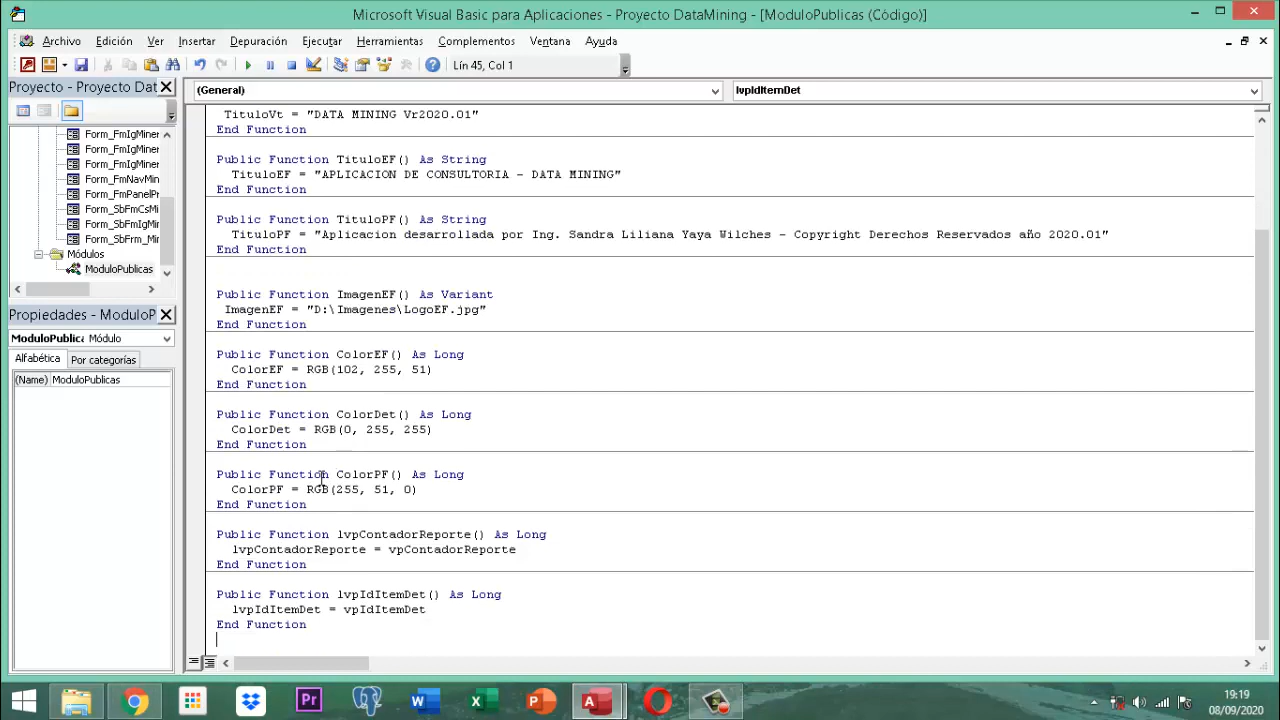 Microsoft Visual Basic para Aplicaciones - Proyecto DataMining - [ModuloPublicas (Código)]
Archivo Edición Ver Insertar Depuración Ejecutar Herramientas Complementos Ventana Ayuda
Lín 45, Col 1
Proyecto - Proyecto Dat
Form_FmIgMiner
Form_FmIgMiner
Form_FmIgMiner
Form_FmNavMin
Form_FmPanelPr
Form_SbFmCsMi
Form_SbFmIgMir
Form_SbFrm_Mir
Módulos
ModuloPublicas
Propiedades - ModuloP
ModuloPublica Módulo
Alfabética Por categorías
(Name) ModuloPublicas
(General) lvpIdItemDet
TituloVt = "DATA MINING Vr2020.01"
End Function
Public Function TituloEF() As String
TituloEF = "APLICACION DE CONSULTORIA - DATA MINING"
End Function
Public Function TituloPF() As String
TituloPF = "Aplicacion desarrollada por Ing. Sandra Liliana Yaya Wilches - Copyright Derechos Reservados año 2020.01"
End Function
Public Function ImagenEF() As Variant
ImagenEF = "D:\Imagenes\LogoEF.jpg"
End Function
Public Function ColorEF() As Long
ColorEF = RGB(102, 255, 51)
End Function
Public Function ColorDet() As Long
ColorDet = RGB(0, 255, 255)
End Function
Public Function ColorPF() As Long
ColorPF = RGB(255, 51, 0)
End Function
Public Function lvpContadorReporte() As Long
lvpContadorReporte = vpContadorReporte
End Function
Public Function lvpIdItemDet() As Long
lvpIdItemDet = vpIdItemDet
End Function
Pr
19:19
08/09/2020